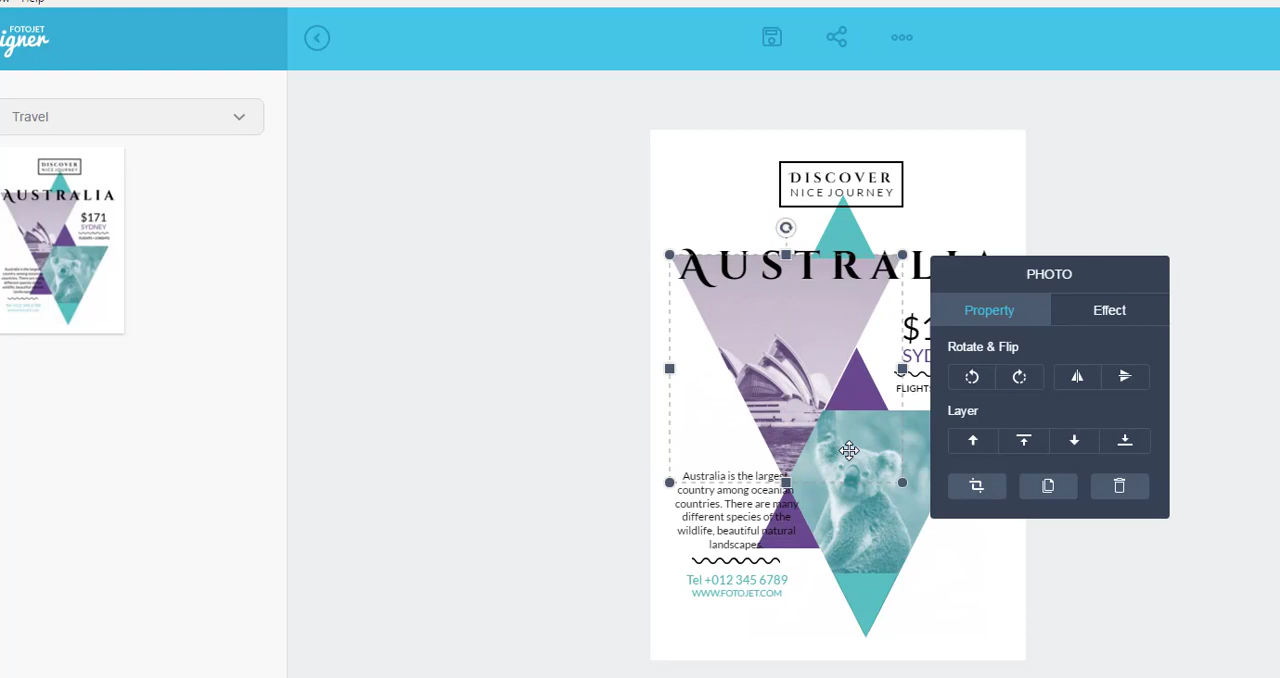 Help
FOTOJET
igner
Travel
DISCOVER
NICE JOURNEY
AUSTRALIA
$171
SYDNEY
DISCOVER
NICE JOURNEY
AUSTRALIA
$1
SYD
FLIGHTS
Australia is the largest
country among oceanian
countries. There are many
different species of the
wildlife, beautiful natural
landscapes.
Tel +012 345 6789
WWW.FOTOJET.COM
PHOTO
Property
Effect
Rotate & Flip
Layer